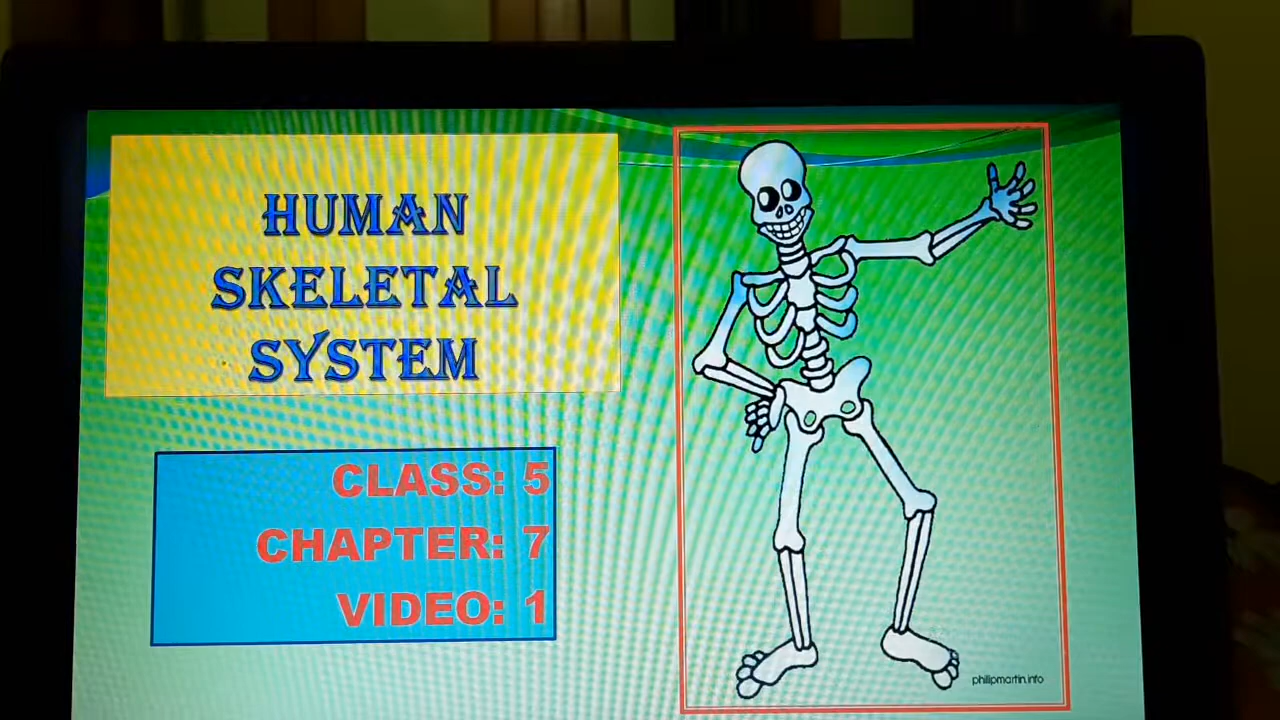 HUMAN
SKELETAL
SYSTEM
CLASS: 5
CHAPTER: 7
VIDEO: 1
philipmartin.info